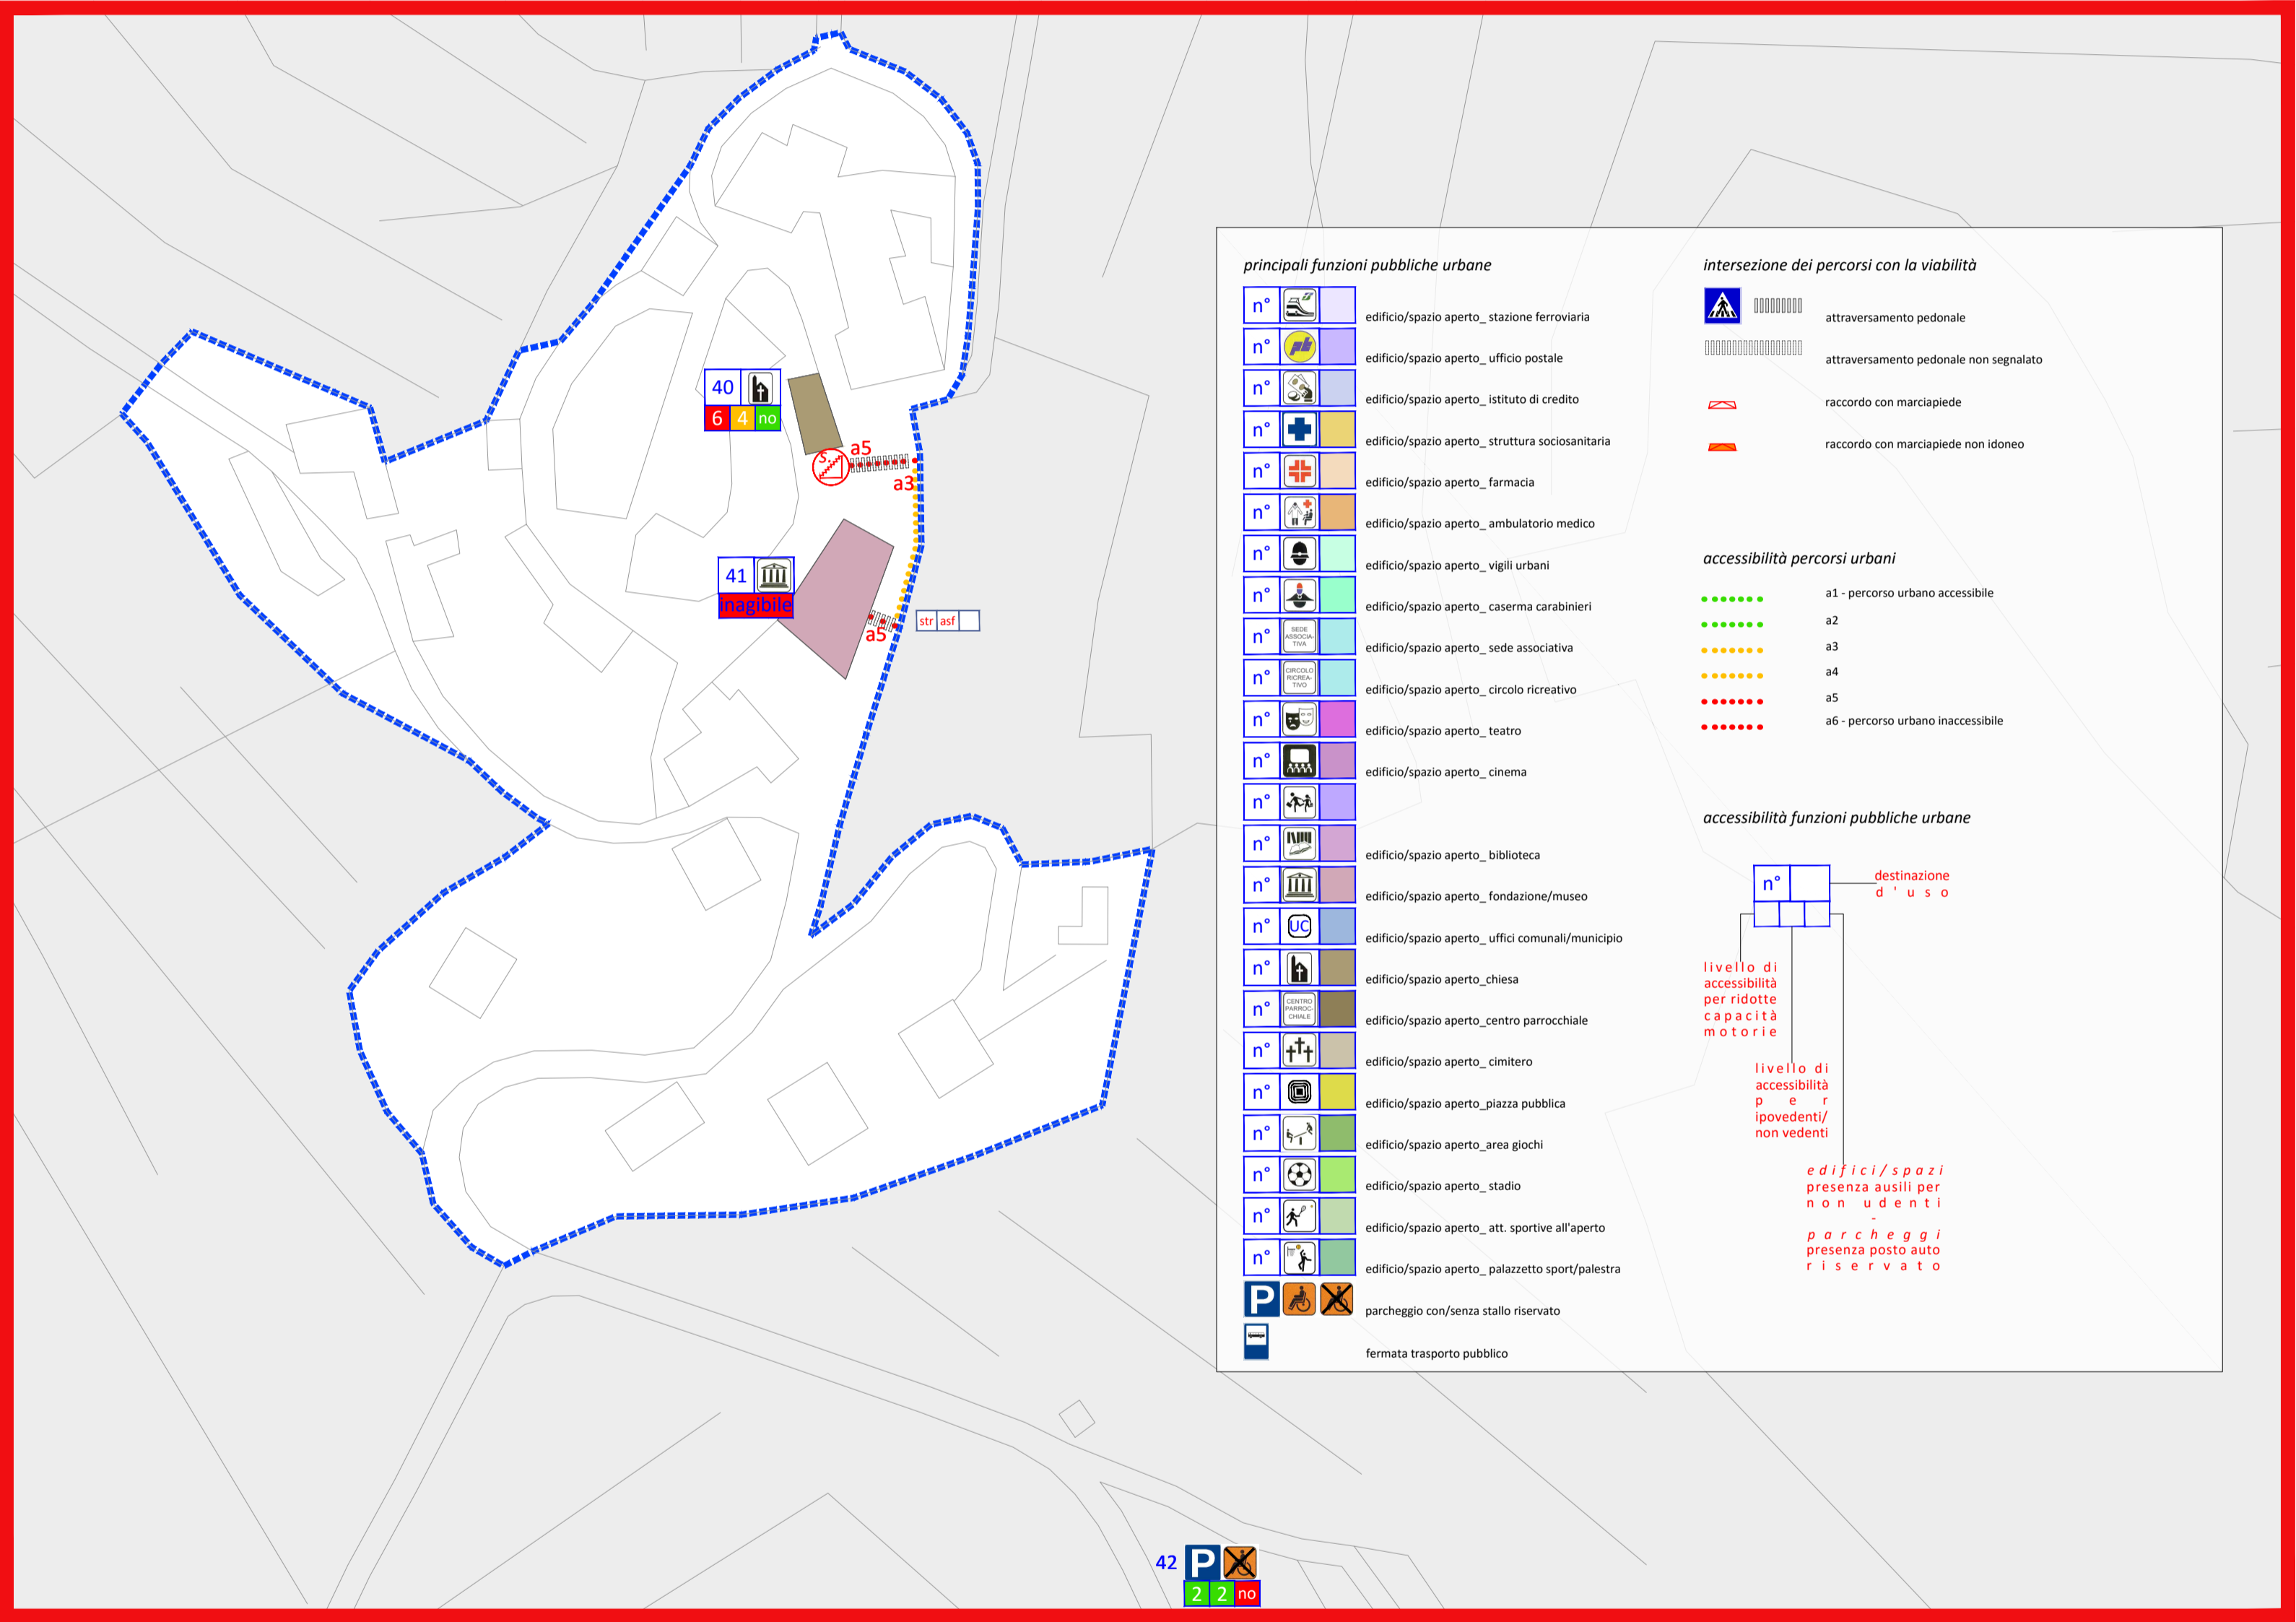 40
6 4 no
a5
s.
a3
41
inagibile
a5
str asf
42 P
2 2 no
principali funzioni pubbliche urbane
n° edificio/spazio aperto_ stazione ferroviaria
n° edificio/spazio aperto_ ufficio postale
n° edificio/spazio aperto_ istituto di credito
n° edificio/spazio aperto_ struttura sociosanitaria
n° edificio/spazio aperto_ farmacia
n° edificio/spazio aperto_ ambulatorio medico
n° edificio/spazio aperto_ vigili urbani
n° edificio/spazio aperto_ caserma carabinieri
n° SEDE ASSOCIA- TIVA edificio/spazio aperto_ sede associativa
n° CIRCOLO RICREA- TIVO edificio/spazio aperto_ circolo ricreativo
n° edificio/spazio aperto_ teatro
n° edificio/spazio aperto_ cinema
n°
n° edificio/spazio aperto_ biblioteca
n° edificio/spazio aperto_ fondazione/museo
n° UC edificio/spazio aperto_ uffici comunali/municipio
n° edificio/spazio aperto_chiesa
n° CENTRO PARROC- CHIALE edificio/spazio aperto_centro parrocchiale
n° edificio/spazio aperto_ cimitero
n° edificio/spazio aperto_piazza pubblica
n° edificio/spazio aperto_area giochi
n° edificio/spazio aperto_ stadio
n° edificio/spazio aperto_ att. sportive all'aperto
n° edificio/spazio aperto_ palazzetto sport/palestra
P parcheggio con/senza stallo riservato
fermata trasporto pubblico
intersezione dei percorsi con la viabilità
attraversamento pedonale
attraversamento pedonale non segnalato
raccordo con marciapiede
raccordo con marciapiede non idoneo
accessibilità percorsi urbani
a1 - percorso urbano accessibile
a2
a3
a4
a5
a6 - percorso urbano inaccessibile
accessibilità funzioni pubbliche urbane
n°
destinazione
d'uso
livello di
accessibilità
per ridotte
capacità
motorie
livello di
accessibilità
per
ipovedenti/
non vedenti
edifici/spazi
presenza ausili per
non udenti
-
parcheggi
presenza posto auto
riservato